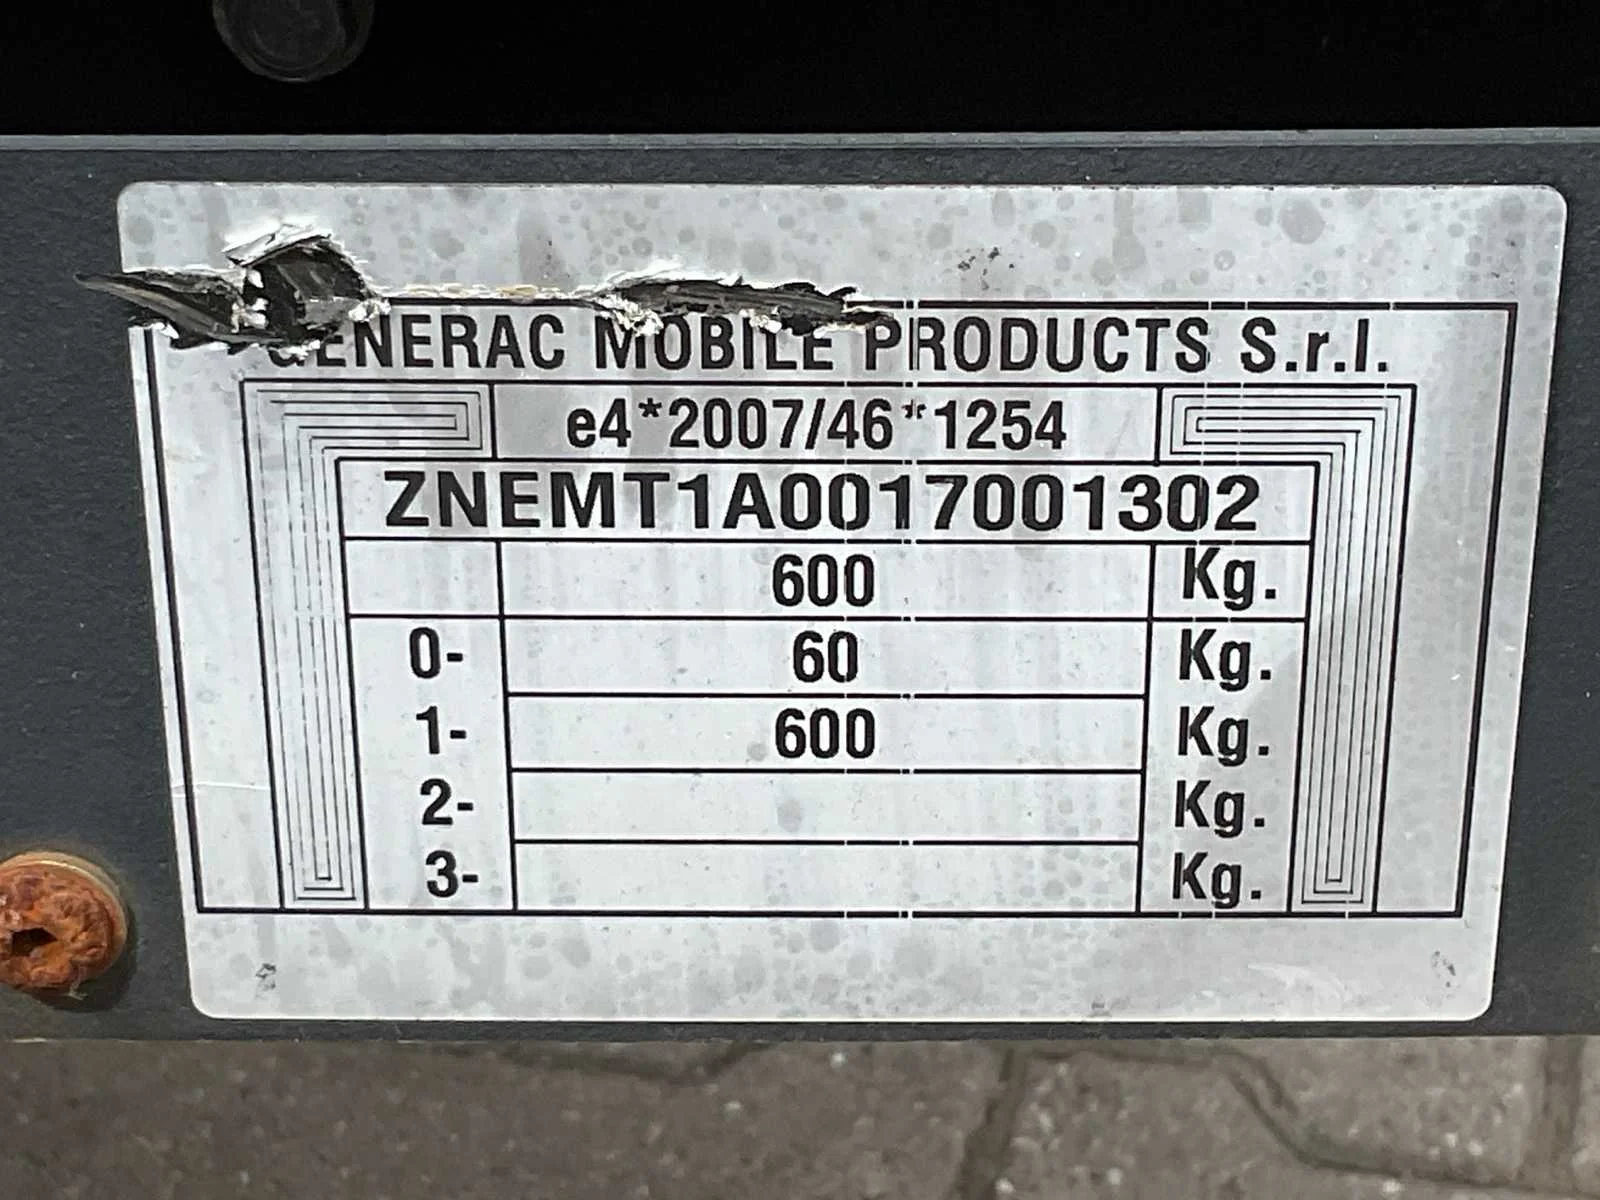 GENERAC MOBILE PRODUCTS S.r.l.
e4*2007/46*1254
ZNEMT1A0017001302
600 Kg.
0- 60 Kg.
1- 600 Kg.
2- Kg.
3- Kg.